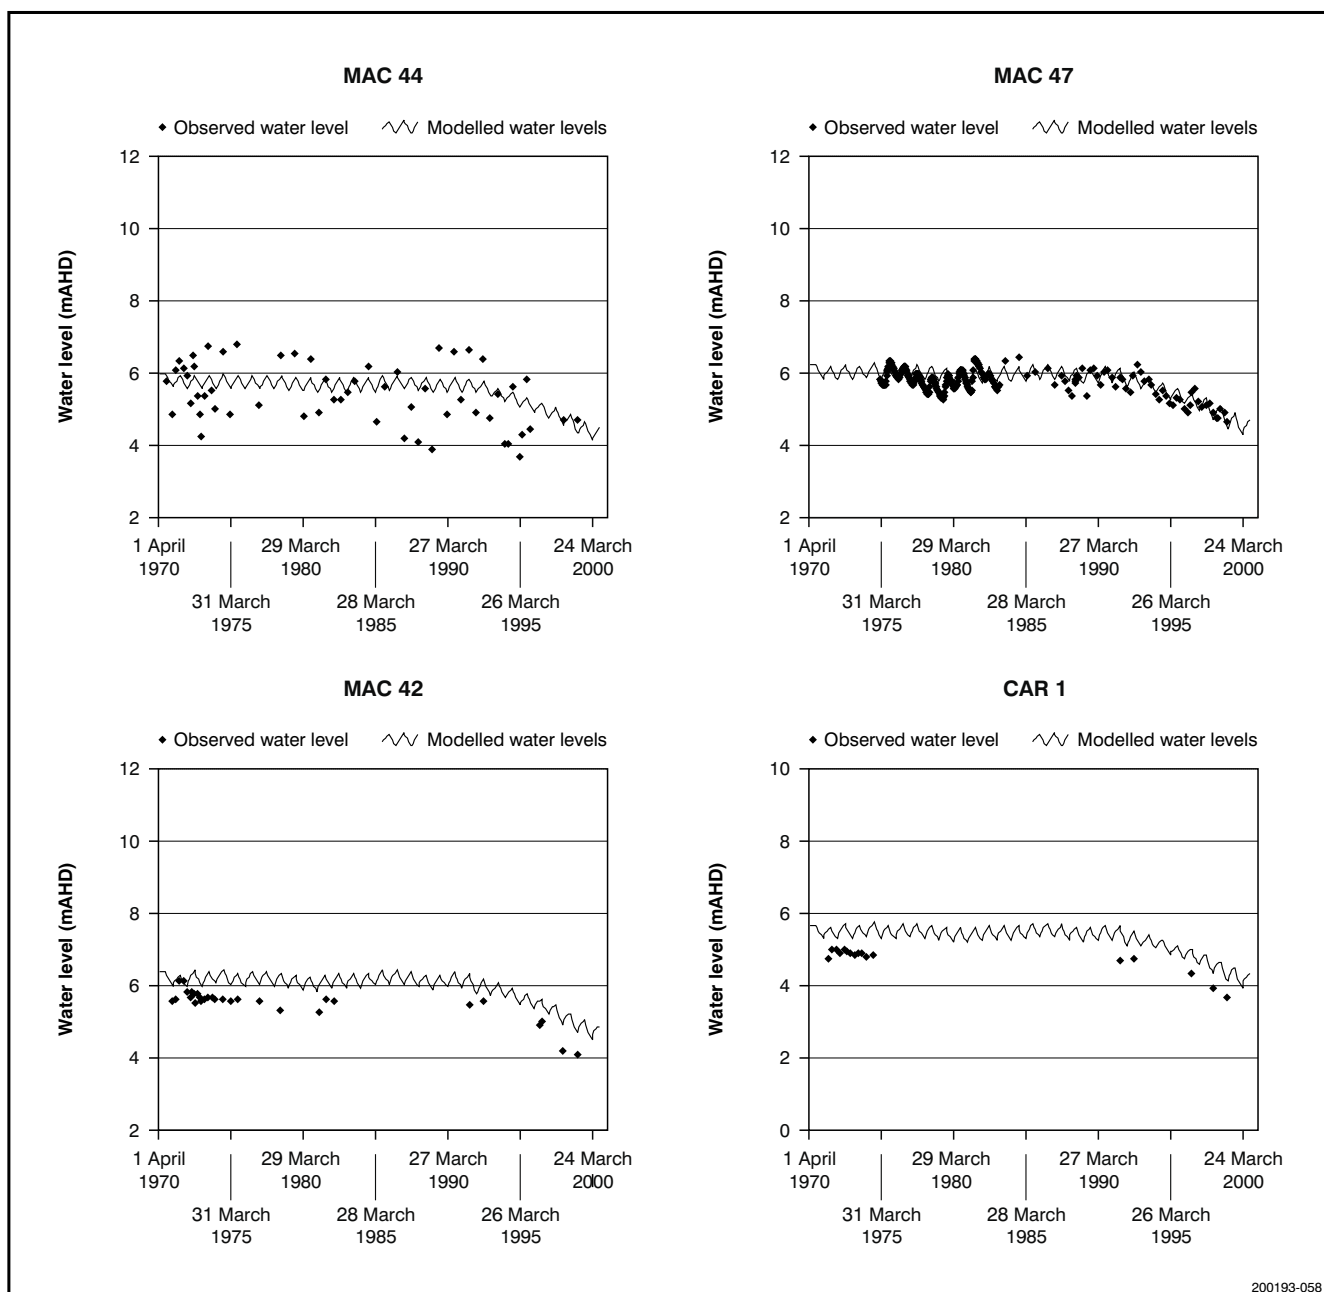 MAC 44
Observed water level Modelled water levels
Water level (mAHD)
12
10
8
6
4
2
1 April 29 March 27 March 24 March
1970 1980 1990 2000
31 March 28 March 26 March
1975 1985 1995
MAC 47
Observed water level Modelled water levels
Water level (mAHD)
12
10
8
6
4
2
1 April 29 March 27 March 24 March
1970 1980 1990 2000
31 March 28 March 26 March
1975 1985 1995
MAC 42
Observed water level Modelled water levels
Water level (mAHD)
12
10
8
6
4
2
1 April 29 March 27 March 24 March
1970 1980 1990 2000
31 March 28 March 26 March
1975 1985 1995
CAR 1
Observed water level Modelled water levels
Water level (mAHD)
10
8
6
4
2
0
1 April 29 March 27 March 24 March
1970 1980 1990 2000
31 March 28 March 26 March
1975 1985 1995
200193-058